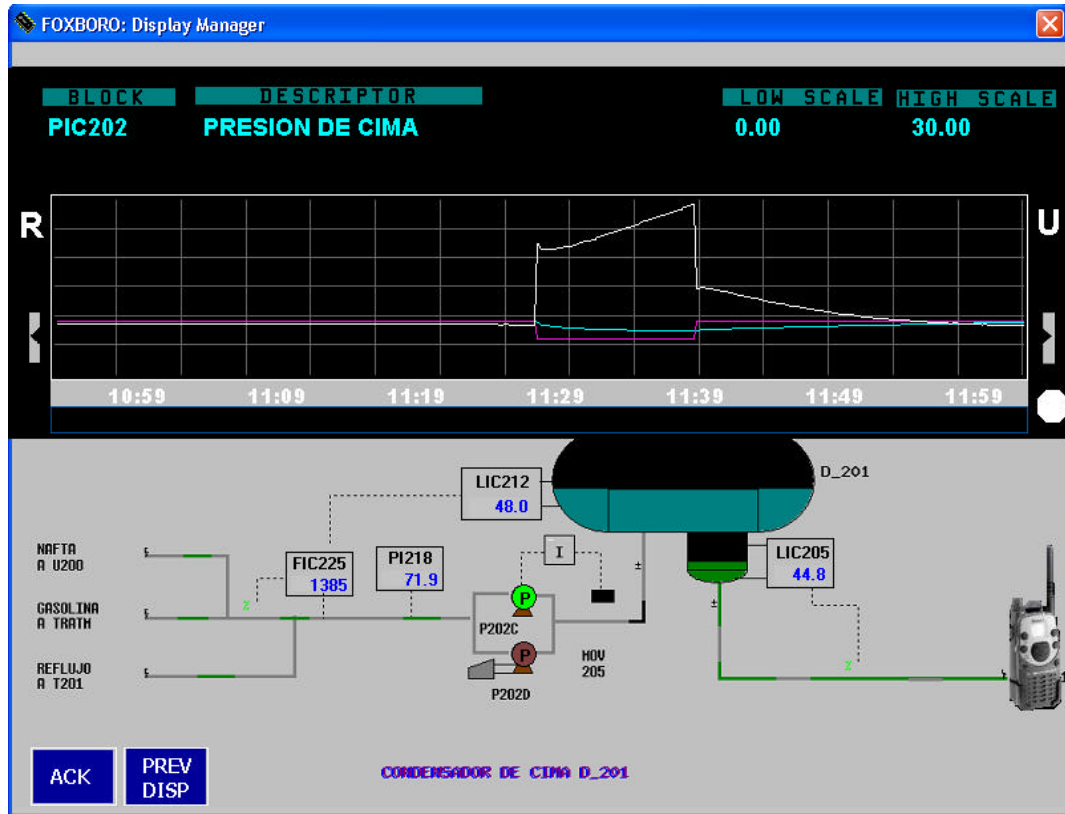 FOXBORO: Display Manager
BLOCK DESCRIPTOR LOW SCALE HIGH SCALE
PIC202 PRESION DE CIMA 0.00 30.00
R U
10:59 11:09 11:19 11:29 11:39 11:49 11:59
D_201
LIC212
48.0
NAFTA
A U200
FIC225
1385
PI218
71.9
I
LIC205
44.8
GASOLINA
A TRATM
%
P
P202C
REFLUJO
A T201
P
MOV
205
%
P202D
ACK
PREV
DISP
CONDENSADOR DE CIMA D_201